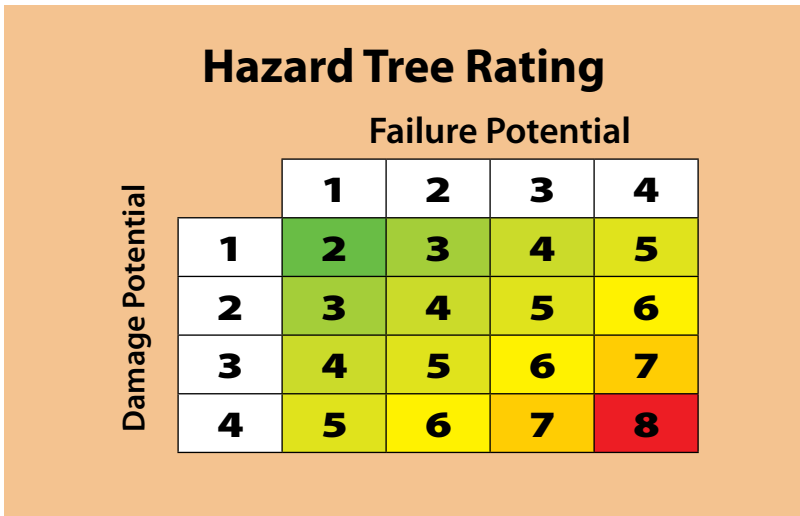 Hazard Tree Rating
Failure Potential
Damage Potential
1 2 3 4
1 2 3 4 5
2 3 4 5 6
3 4 5 6 7
4 5 6 7 8